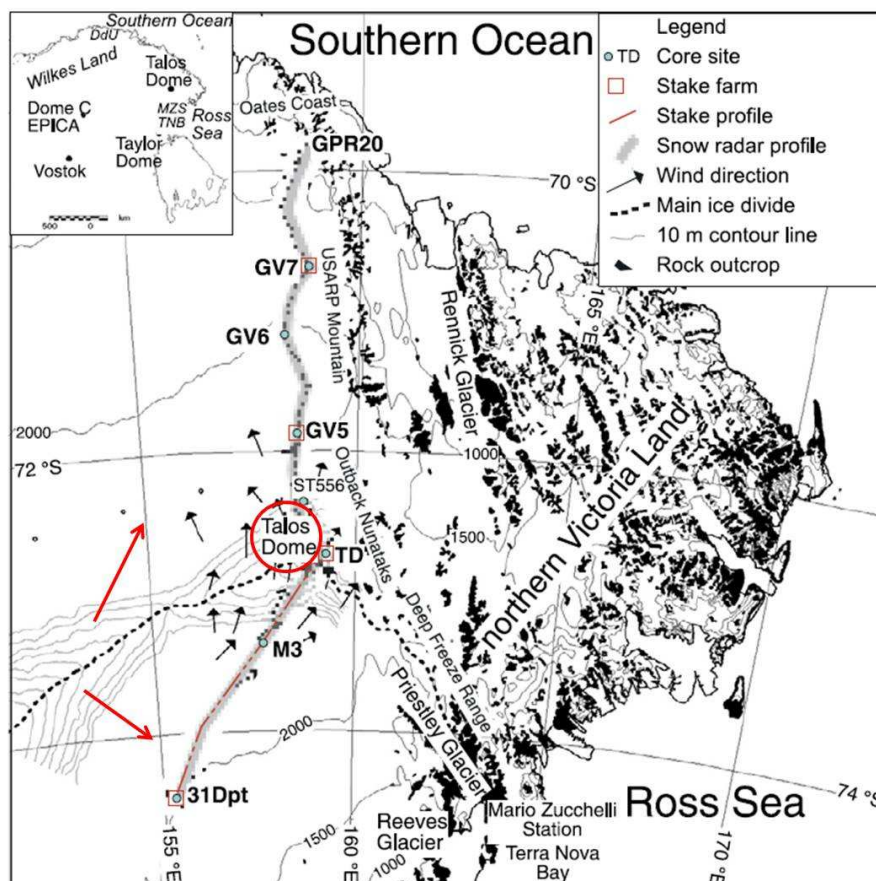 Southern Ocean
DdU
Wilkes Land
Talos
Dome
Dome C
EPICA
MZS
TNB
Ross
Sea
Taylor
Dome
Vostok
500
0
km
Southern Ocean
Legend
TD
Core site
Stake farm
Stake profile
Snow radar profile
Wind direction
Main ice divide
10 m contour line
Rock outcrop
Oates Coast
GPR20
70 °S
GV7
USARP Mountain
165 °E
Rennick Glacier
GV6
2000
GV5
72 °S
1000
ST556
Outback Nunataks
Talos
Dome
1500
TD
northern Victoria Land
M3
Deep Freeze Range
Priestley Glacier
2000
31Dpt
74 °S
Ross Sea
Mario Zucchelli
Station
Reeves
Glacier
Terra Nova
Bay
1500
1000
155 °E
160 °E
170 °E